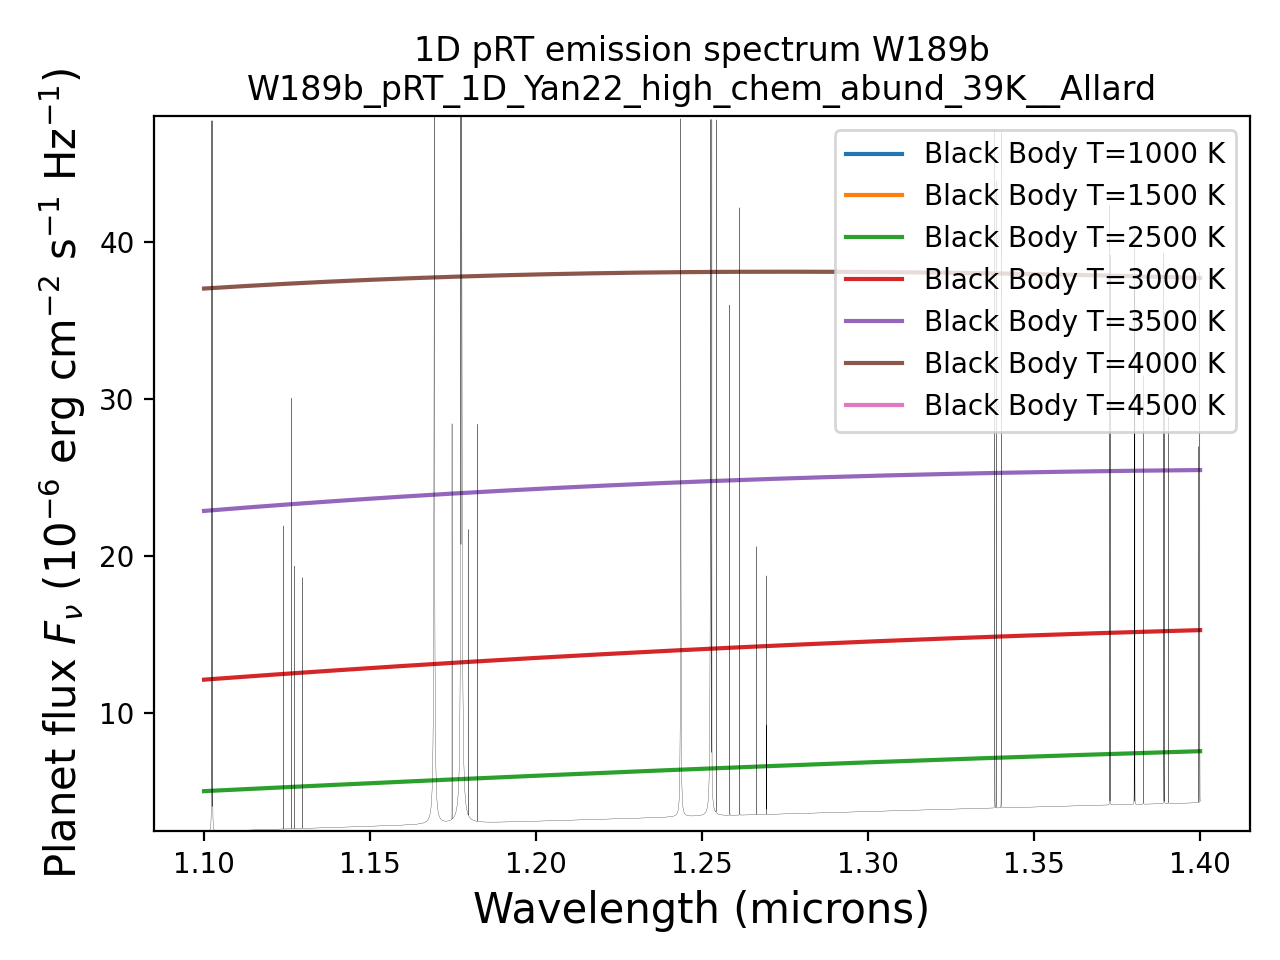 1D pRT emission spectrum W189b
W189b_pRT_1D_Yan22_high_chem_abund_39K__Allard
Planet flux $F_\nu$ (10⁻⁶ erg cm⁻² s⁻¹ Hz⁻¹)
40
30
20
10
Black Body T=1000 K
Black Body T=1500 K
Black Body T=2500 K
Black Body T=3000 K
Black Body T=3500 K
Black Body T=4000 K
Black Body T=4500 K
1.10 1.15 1.20 1.25 1.30 1.35 1.40
Wavelength (microns)